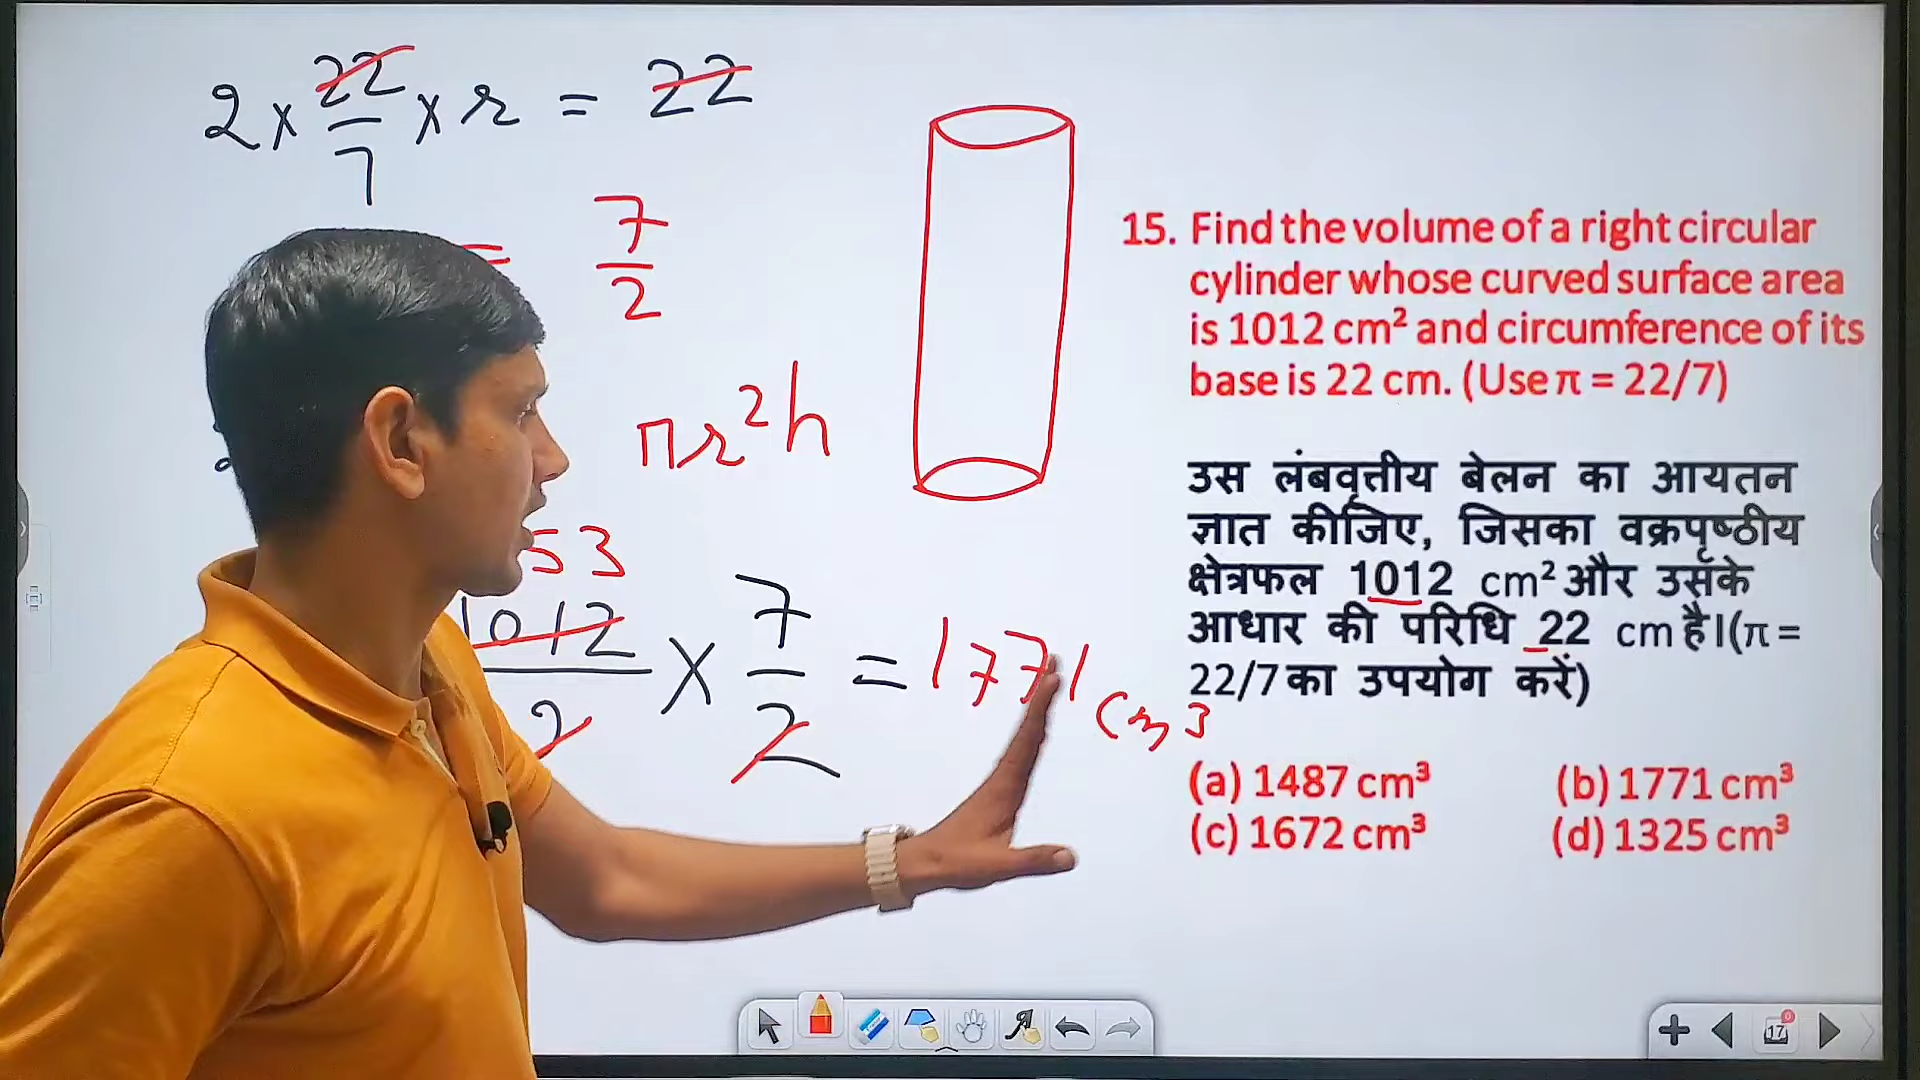 2 × 22/7 × r = 22
= 7/2
πr²h
53
1012/2 × 7/2 = 1771 cm3
15. Find the volume of a right circular
cylinder whose curved surface area
is 1012 cm² and circumference of its
base is 22 cm. (Use π = 22/7)
उस लंबवृत्तीय बेलन का आयतन
ज्ञात कीजिए, जिसका वक्रपृष्ठीय
क्षेत्रफल 1012 cm² और उसके
आधार की परिधि 22 cm है।(π =
22/7 का उपयोग करें)
(a) 1487 cm³ (b) 1771 cm³
(c) 1672 cm³ (d) 1325 cm³
17
0